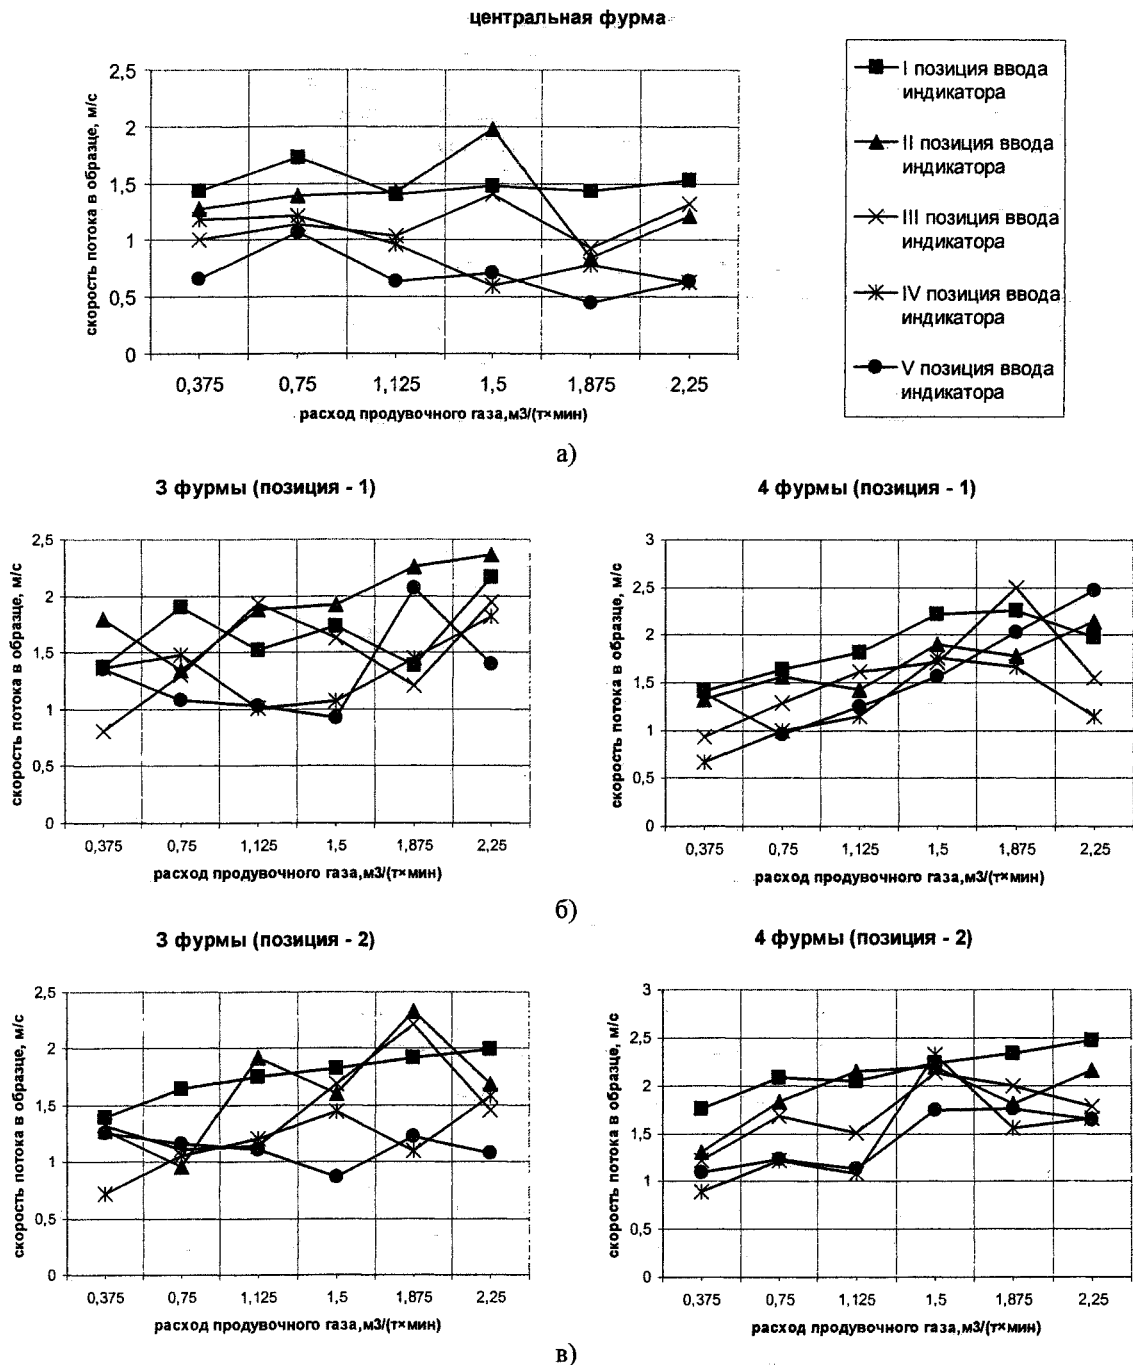 центральная фурма
2,5
2
1,5
1
0,5
0
скорость потока в образце, м/с
0,375
0,75
1,125
1,5
1,875
2,25
расход продувочного газа,м3/(т×мин)
I позиция ввода
индикатора
II позиция ввода
индикатора
III позиция ввода
индикатора
IV позиция ввода
индикатора
V позиция ввода
индикатора
а)
3 фурмы (позиция - 1)
2,5
2
1,5
1
0,5
0
скорость потока в образце, м/с
0,375
0,75
1,125
1,5
1,875
2,25
расход продувочного газа,м3/(т×мин)
4 фурмы (позиция - 1)
3
2,5
2
1,5
1
0,5
0
скорость потока в образце, м/с
0,375
0,75
1,125
1,5
1,875
2,25
расход продувочного газа,м3/(т×мин)
б)
3 фурмы (позиция - 2)
2,5
2
1,5
1
0,5
0
скорость потока в образце, м/с
0,375
0,75
1,125
1,5
1,875
2,25
расход продувочного газа,м3/(т×мин)
4 фурмы (позиция - 2)
3
2,5
2
1,5
1
0,5
0
скорость потока в образце, м/с
0,375
0,75
1,125
1,5
1,875
2,25
расход продувочного газа,м3/(т×мин)
в)